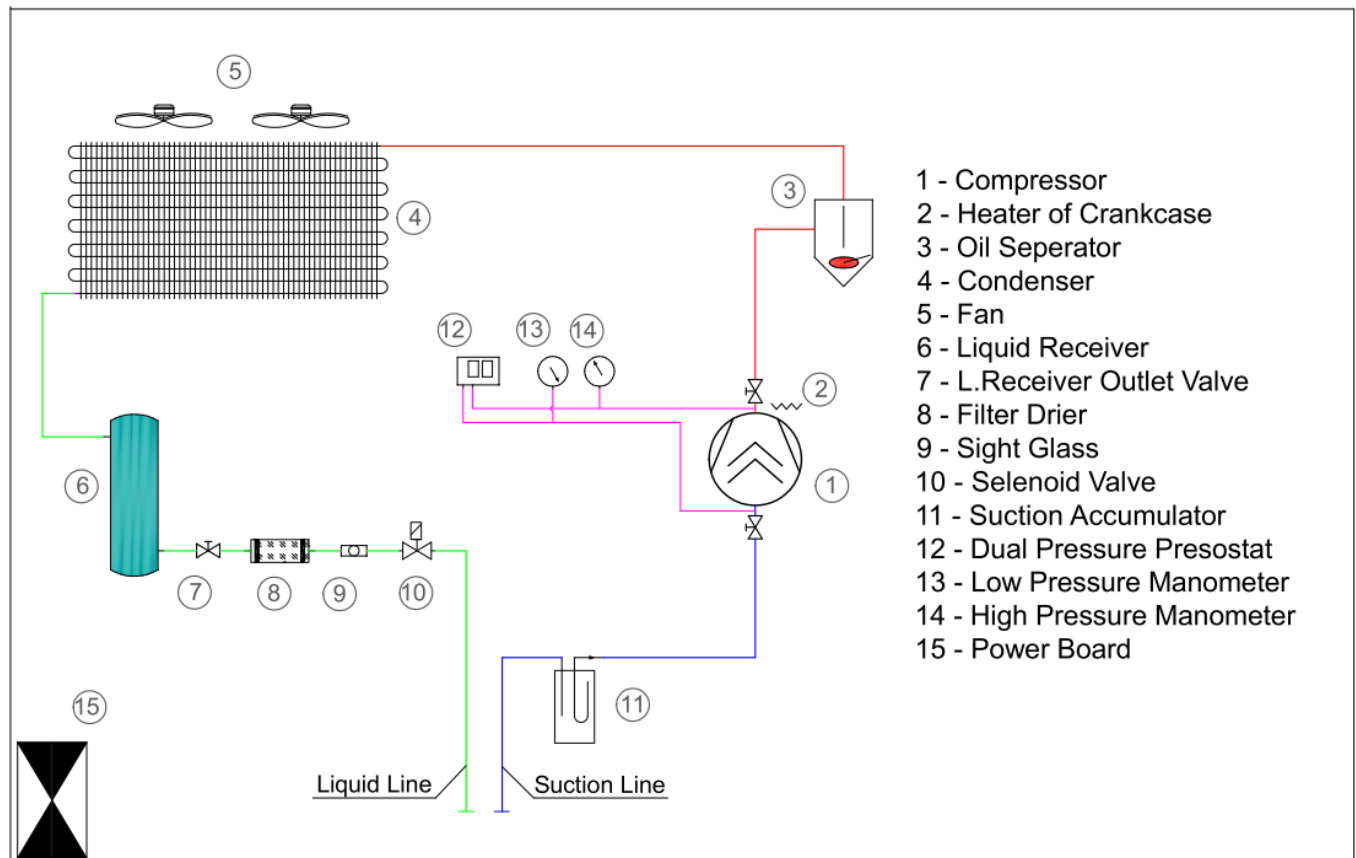 5
3
4
12
13
14
2
1
6
7
8
9
10
11
15
Liquid Line
Suction Line
1 - Compressor
2 - Heater of Crankcase
3 - Oil Seperator
4 - Condenser
5 - Fan
6 - Liquid Receiver
7 - L.Receiver Outlet Valve
8 - Filter Drier
9 - Sight Glass
10 - Selenoid Valve
11 - Suction Accumulator
12 - Dual Pressure Presostat
13 - Low Pressure Manometer
14 - High Pressure Manometer
15 - Power Board